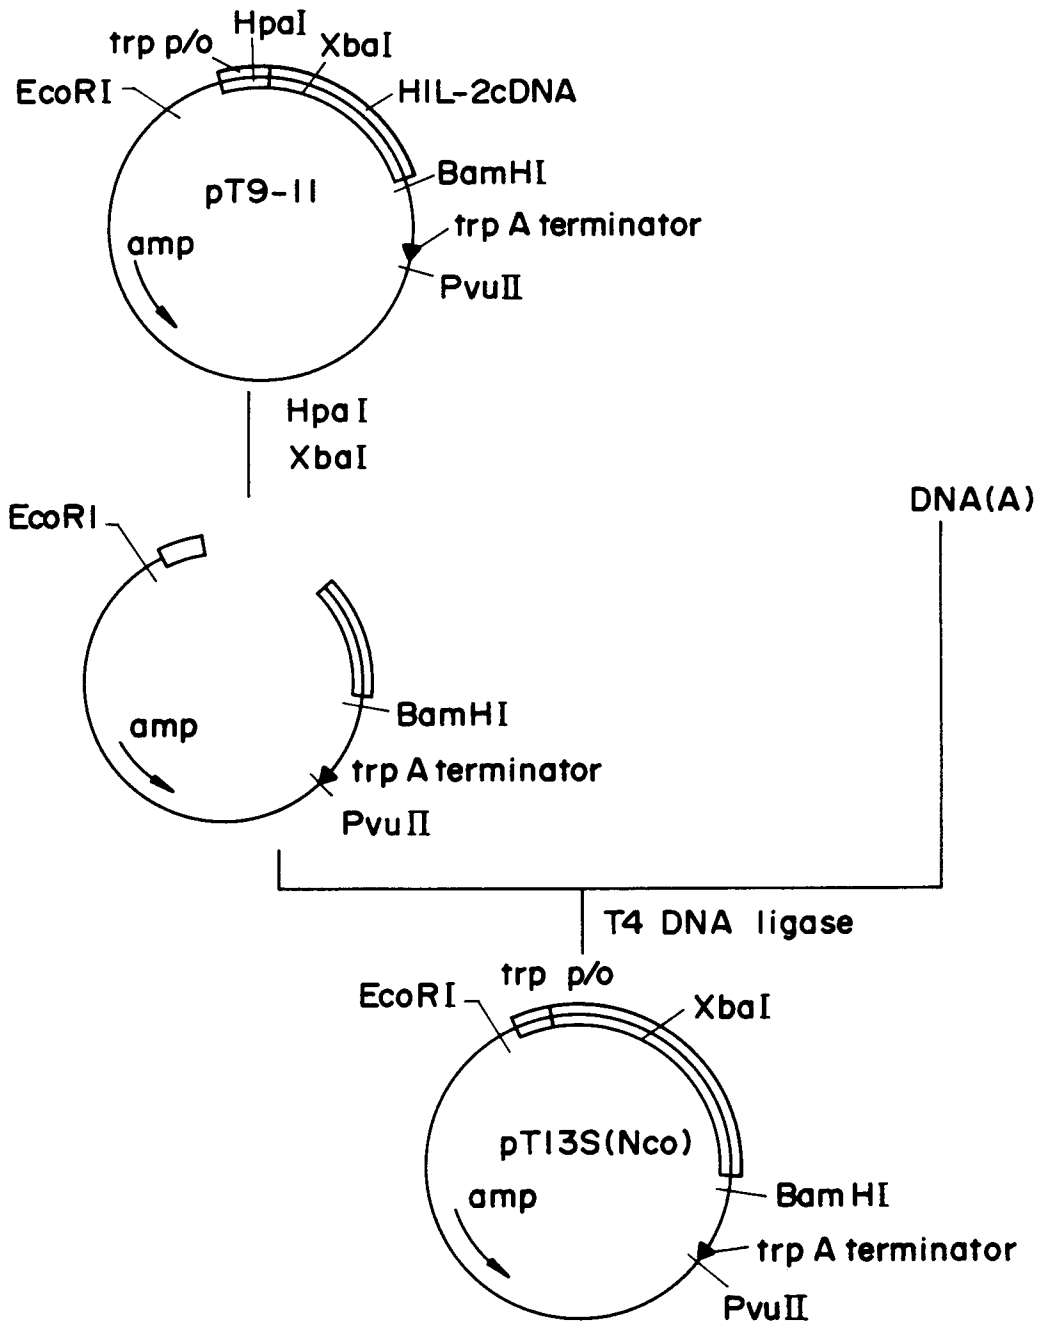 HpaI
trp p/o
XbaI
EcoRI
HIL-2cDNA
BamHI
pT9-11
trp A terminator
amp
PvuII
HpaI
XbaI
DNA(A)
EcoRI
BamHI
amp
trp A terminator
PvuII
T4 DNA ligase
trp p/o
EcoRI
XbaI
pT13S(Nco)
BamHI
amp
trp A terminator
PvuII